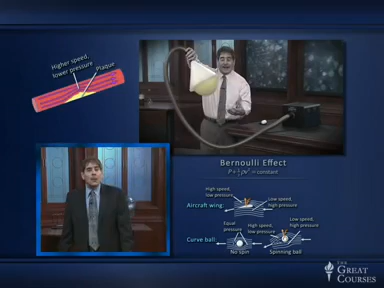 Higher speed,
lower pressure
Plaque
Bernoulli Effect
P + ½ρv² = constant
Aircraft wing:
High speed,
low pressure
Low speed,
high pressure
Curve ball:
Equal
pressure
No Spin
High speed,
low pressure
Low speed,
high pressure
Spinning ball
THE
GREAT
COURSES